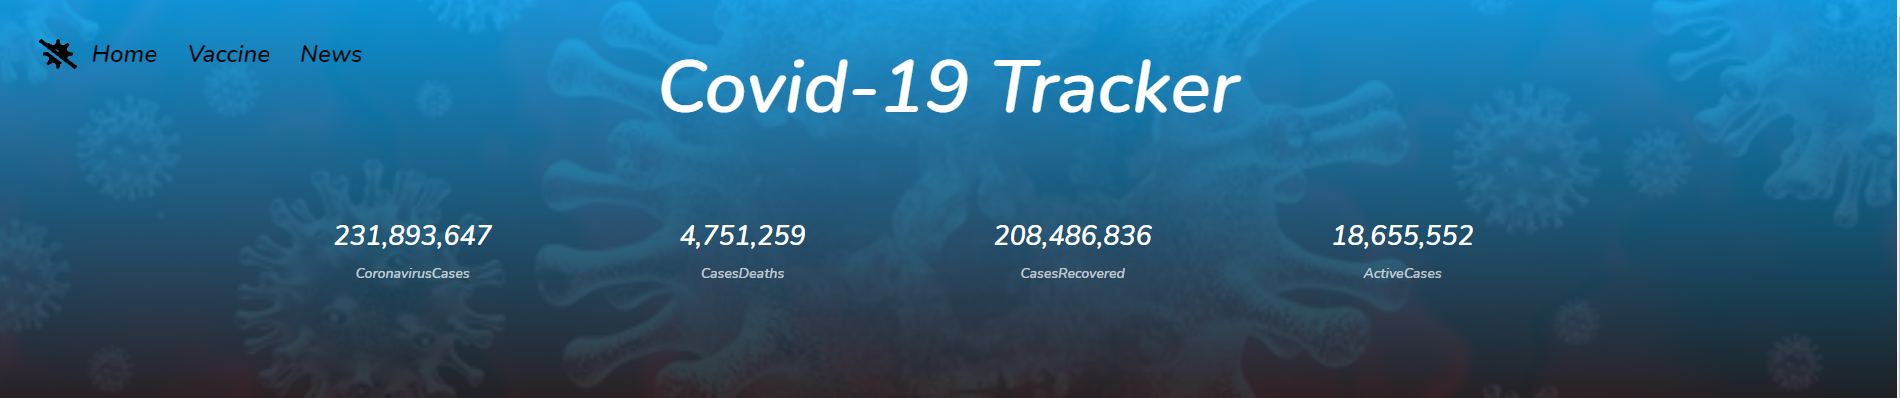 Home Vaccine News
Covid-19 Tracker
231,893,647 4,751,259 208,486,836 18,655,552
CoronavirusCases CasesDeaths CasesRecovered ActiveCases